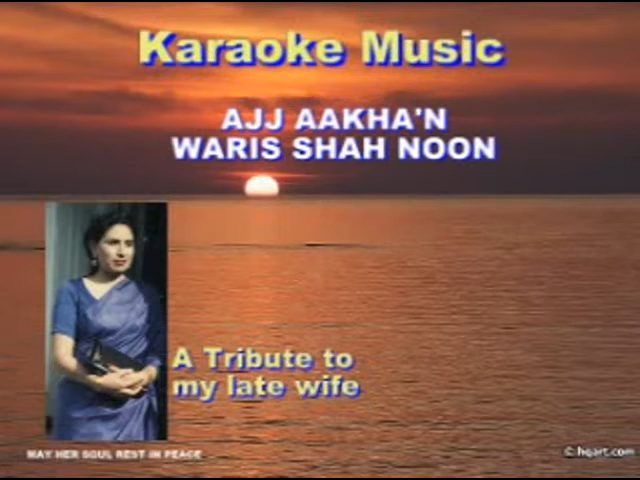 Karaoke Music
AJJ AAKHA'N
WARIS SHAH NOON
A Tribute to
my late wife
MAY HER SOUL REST IN PEACE
© hqart.com